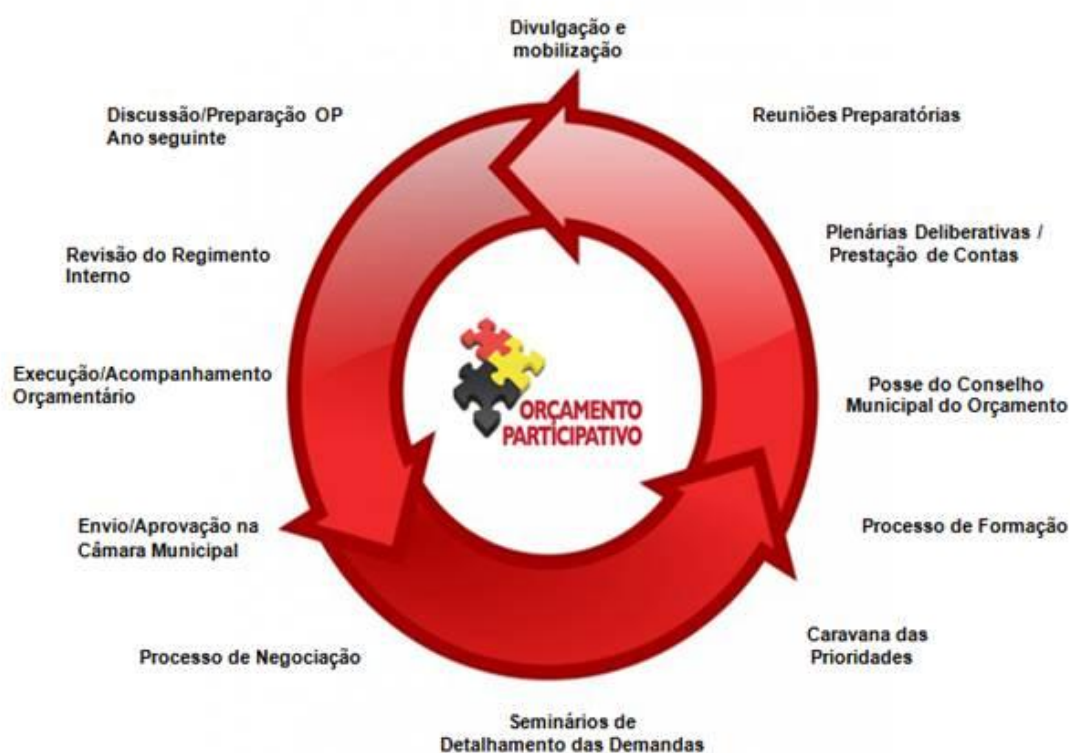 Divulgação e
mobilização
Reuniões Preparatórias
Plenárias Deliberativas /
Prestação de Contas
Posse do Conselho
Municipal do Orçamento
Processo de Formação
Caravana das
Prioridades
Seminários de
Detalhamento das Demandas
Processo de Negociação
Envio/Aprovação na
Câmara Municipal
Execução/Acompanhamento
Orçamentário
Revisão do Regimento
Interno
Discussão/Preparação OP
Ano seguinte
ORÇAMENTO
PARTICIPATIVO